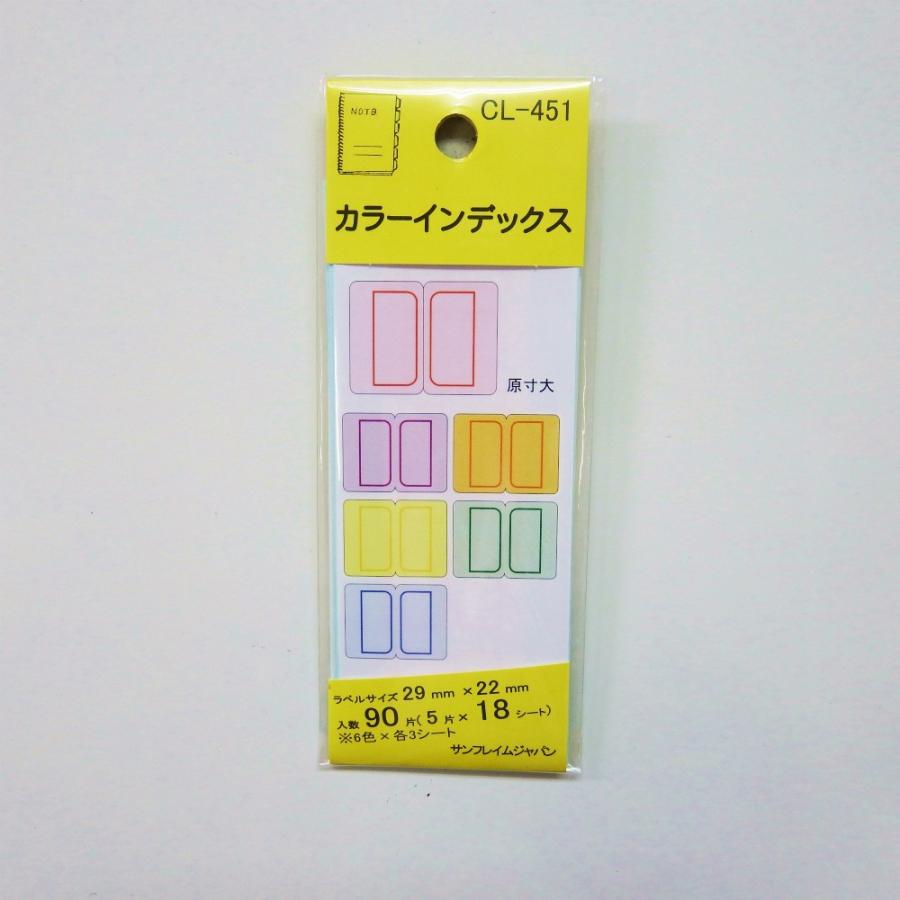 NOTB
CL-451
カラーインデックス
原寸大
ラベルサイズ 29 mm ×22 mm
入数 90 片(5 片× 18 シート)
※6色×各3シート
サンフレイムジャパン